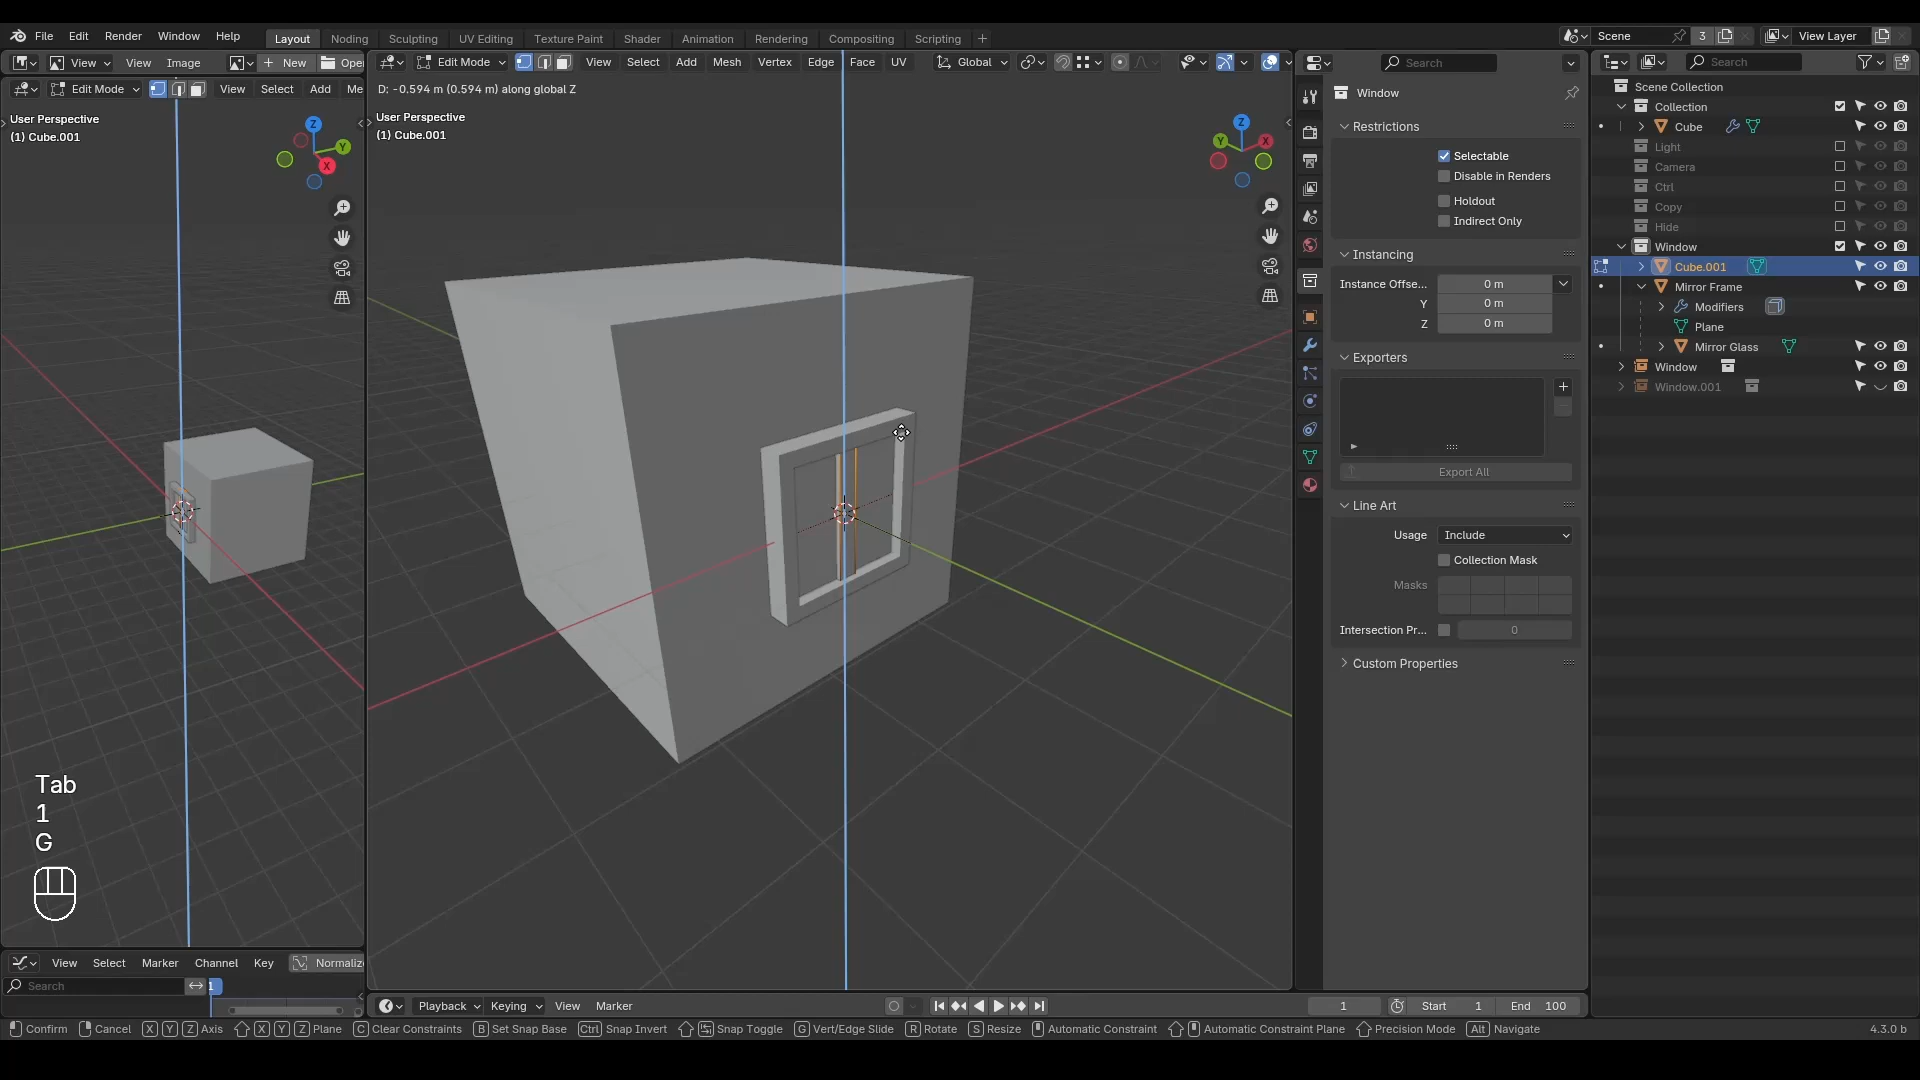 File Edit Render Window Help Layout Noding Sculpting UV Editing Texture Paint Shader Animation Rendering Compositing Scripting Scene 3 View Layer
View View Image New Open
Edit Mode View Select Add Mesh Vertex Edge Face UV Global
Search
Search
Edit Mode View Select Add Me
D: -0.594 m (0.594 m) along global Z
User Perspective
(1) Cube.001
User Perspective
(1) Cube.001
Z
Y
X
Z
Y
X
Window
Restrictions
Selectable
Disable in Renders
Holdout
Indirect Only
Instancing
Instance Offse... 0 m
Y 0 m
Z 0 m
Exporters
Export All
Line Art
Usage Include
Collection Mask
Masks
Intersection Pr... 0
Custom Properties
Scene Collection
Collection
Cube
Light
Camera
Ctrl
Copy
Hide
Window
Cube.001
Mirror Frame
Modifiers
Plane
Mirror Glass
Window
Window.001
Tab
1
G
View Select Marker Channel Key Normaliz
Search 1
Playback Keying View Marker 1 Start 1 End 100
Confirm Cancel X Y Z Axis X Y Z Plane C Clear Constraints B Set Snap Base Ctrl Snap Invert Snap Toggle G Vert/Edge Slide R Rotate S Resize Automatic Constraint Automatic Constraint Plane Precision Mode Alt Navigate 4.3.0 b